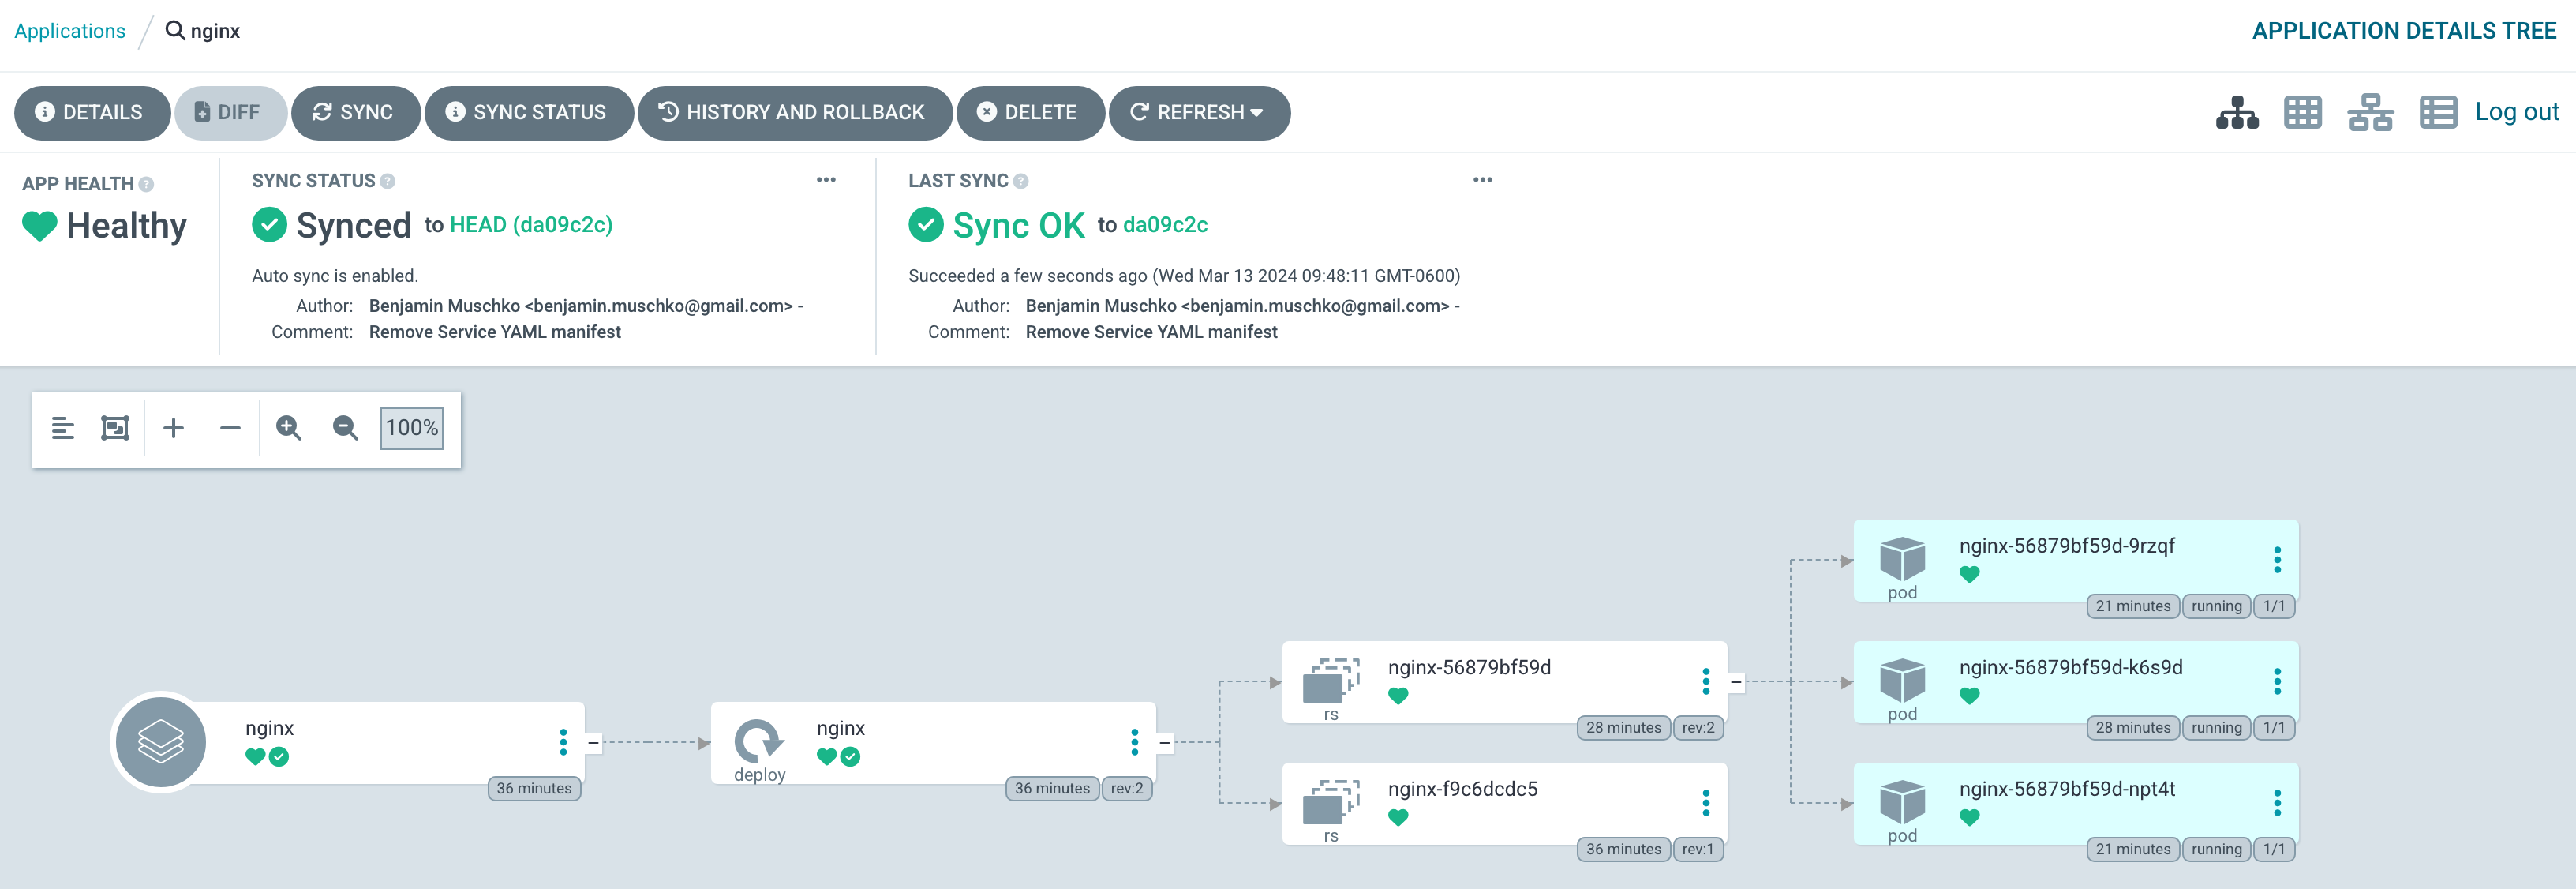 Applications / nginx
APPLICATION DETAILS TREE
DETAILS
DIFF
SYNC
SYNC STATUS
HISTORY AND ROLLBACK
DELETE
REFRESH
Log out
APP HEALTH
Healthy
SYNC STATUS
Synced to HEAD (da09c2c)
Auto sync is enabled.
Author: Benjamin Muschko <benjamin.muschko@gmail.com> -
Comment: Remove Service YAML manifest
LAST SYNC
Sync OK to da09c2c
Succeeded a few seconds ago (Wed Mar 13 2024 09:48:11 GMT-0600)
Author: Benjamin Muschko <benjamin.muschko@gmail.com> -
Comment: Remove Service YAML manifest
100%
nginx
36 minutes
nginx
deploy
36 minutes rev:2
nginx-56879bf59d
rs
28 minutes rev:2
nginx-f9c6dcdc5
rs
36 minutes rev:1
nginx-56879bf59d-9rzqf
pod
21 minutes running 1/1
nginx-56879bf59d-k6s9d
pod
28 minutes running 1/1
nginx-56879bf59d-npt4t
pod
21 minutes running 1/1